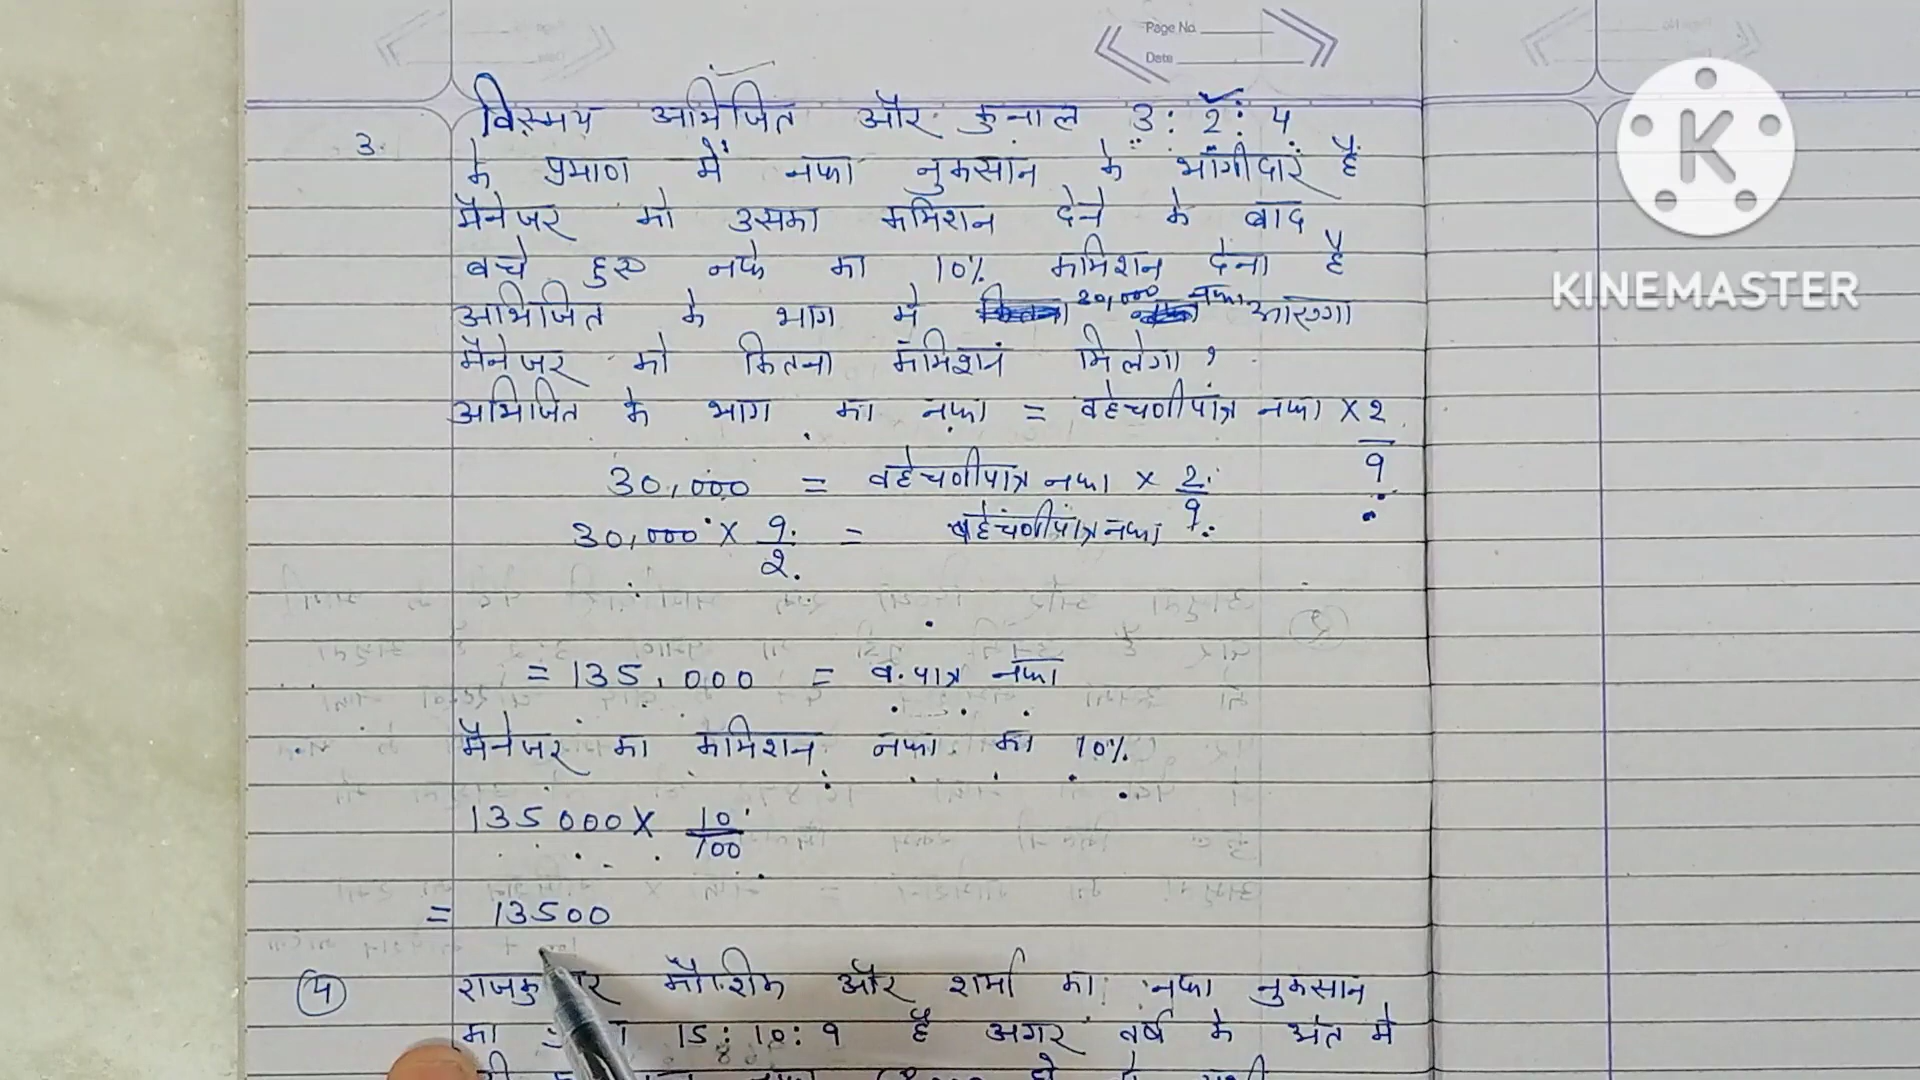 Page No.
Date
विस्मय अभिजित और कुनाल 3 : 2 : 4
3.
के प्रमाण में नफा नुकसान के भागीदार है
मैनेजर को उसका कमिशन देने के बाद
बचे हुए नफे का 10% कमिशन देना है
अभिजित के भाग मे 30,000 नफा आएगा
मैनेजर को कितना कमिशन मिलेगा ?
अभिजित के भाग का नफा = वहेचणीपात्र नफा × 2/9
30,000 = वहेचणीपात्र नफा × 2/9
30,000 × 9/2 = वहेचणीपात्र नफा
= 135,000 = व.पात्र नफा
मैनेजर का कमिशन नफा का 10%
135000 × 10/100
= 13500
4 और शर्मा का नफा नुकसान
का 15 : 10 : 9 है अगर वर्ष के अंत मे
K
KINEMASTER